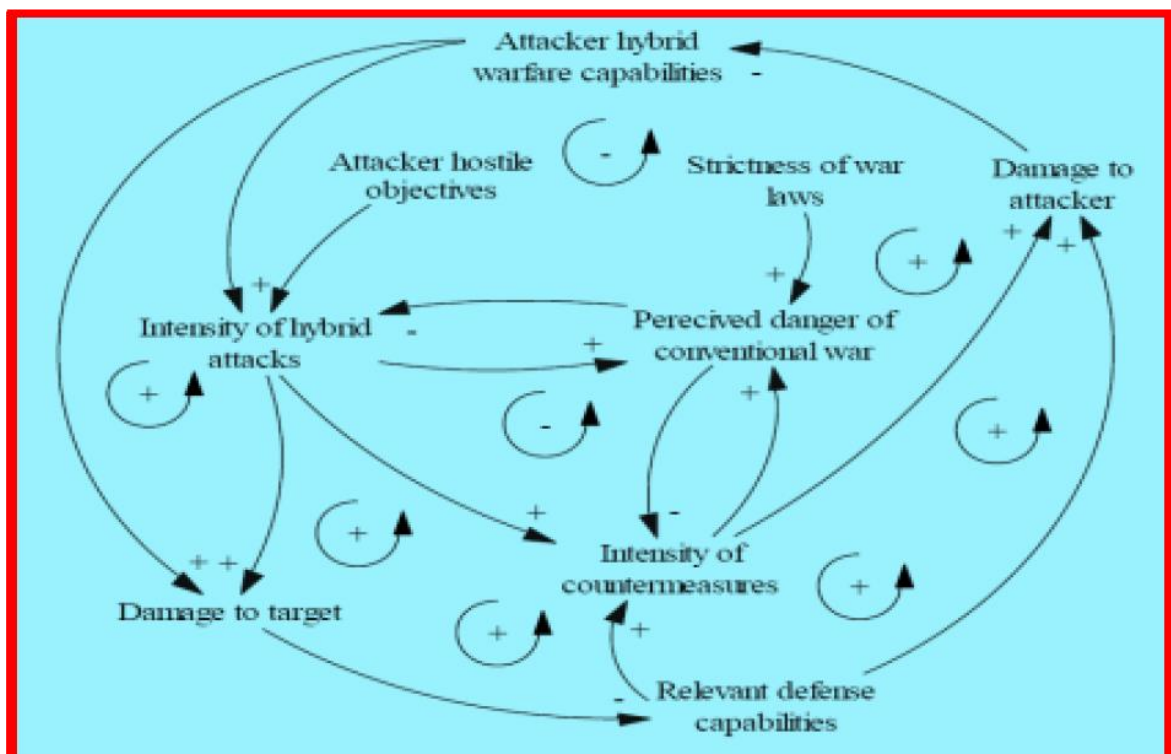 Attacker hybrid
warfare capabilities -
-
Attacker hostile
objectives
Strictness of war
laws
Damage to
attacker
+ +
+
+
+
Intensity of hybrid
attacks
-
+
Perecived danger of
conventional war
+
+
-
+
+
+
-
+
Intensity of
countermeasures
+
+ +
Damage to target
+
+
-
Relevant defense
capabilities